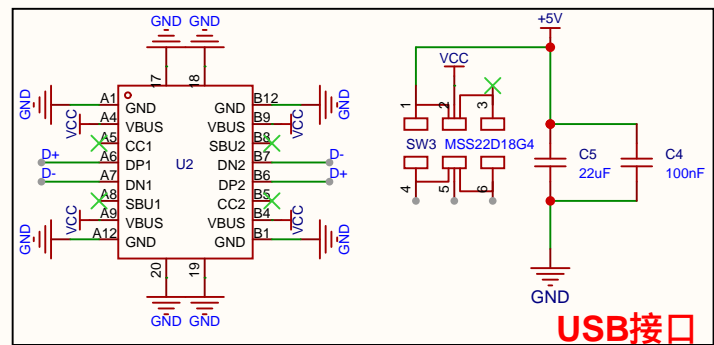 GND GND
+5V
17 18
VCC
GND A1 GND GND B12 GND
VCC A4 VBUS VBUS B9 VCC
A5 CC1 SBU2 B8
D+ A6 DP1 U2 DN2 B7 D-
D- A7 DN1 DP2 B6 D+
A8 SBU1 CC2 B5
VCC A9 VBUS VBUS B4 VCC
GND A12 GND GND B1 GND
20 19
GND GND
1 2 3
SW3 MSS22D18G4
4 5 6
C5
22uF
C4
100nF
GND
USB接口